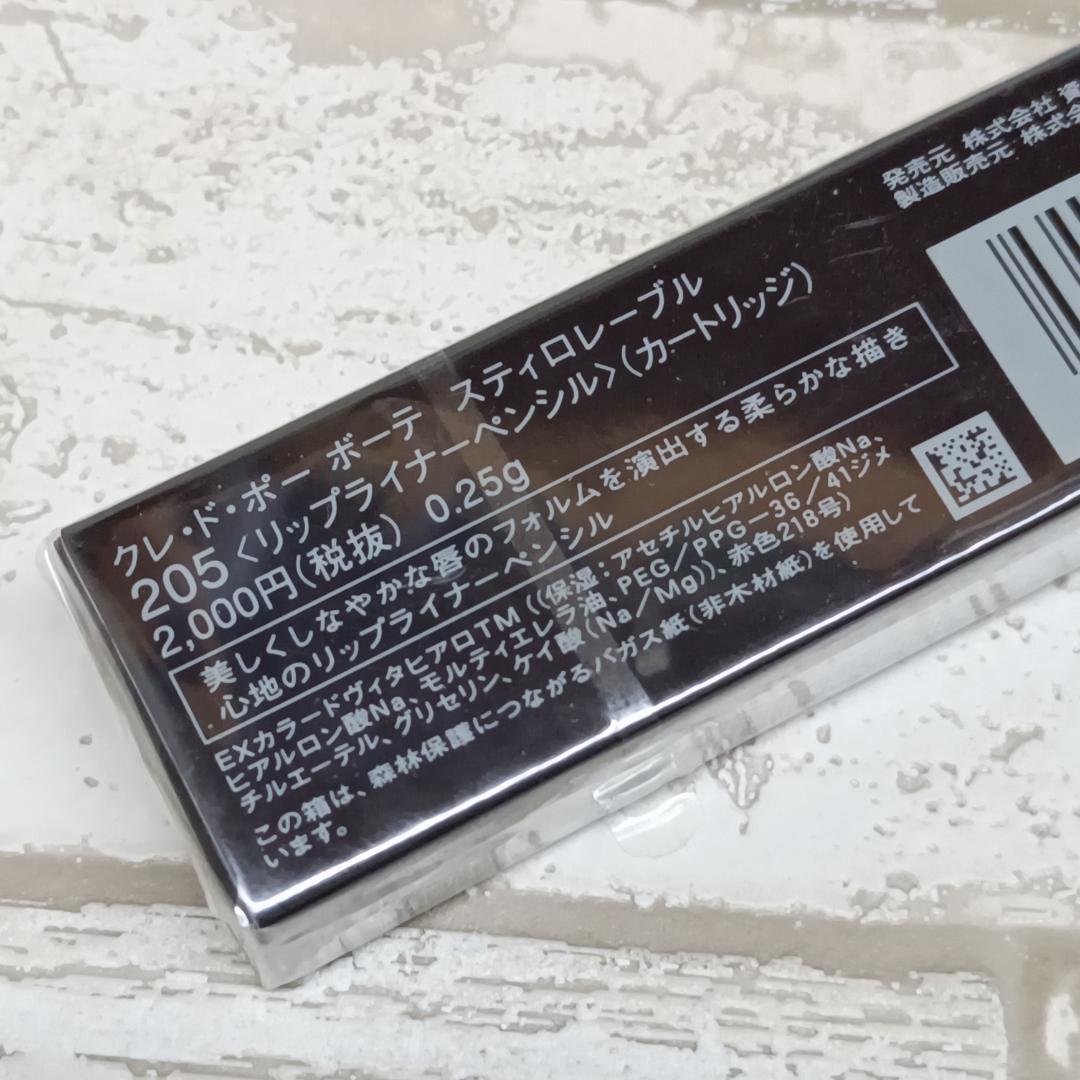 クレ・ド・ポー ボーテ　スティロレーブル
205〈リップライナーペンシル〉(カートリッジ)
2,000円(税抜)　0.25g
美しくしなやかな唇のフォルムを演出する柔らかな描き
心地のリップライナーペンシル
EXカラードヴィタヒアロTM((保湿：アセチルヒアルロン酸Na、
ヒアルロン酸Na、モルティエレラ油、PEG／PPG－36／41ジメ
チルエーテル、グリセリン、ケイ酸(Na／Mg))、赤色218号)
この箱は、森林保護につながるバガス紙(非木材紙)を使用して
います。
発売元 株式会社 資
製造販売元 株式会